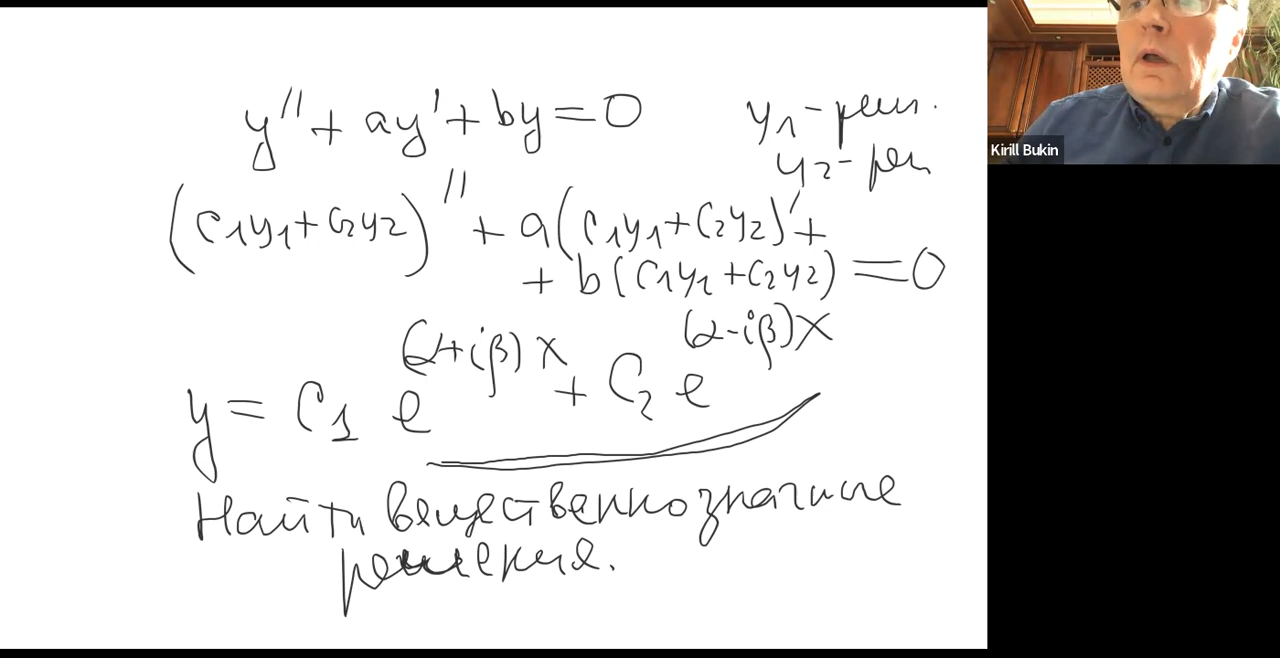 y'' + ay' + by = 0
y1 - реш.
y2 - реш
(C1y1 + C2y2)'' + a(C1y1 + C2y2)' +
+ b(C1y1 + C2y2) = 0
y = C1 e^(α+iβ)x + C2 e^(α-iβ)x
Найти вещественнозначные
решения.
Kirill Bukin